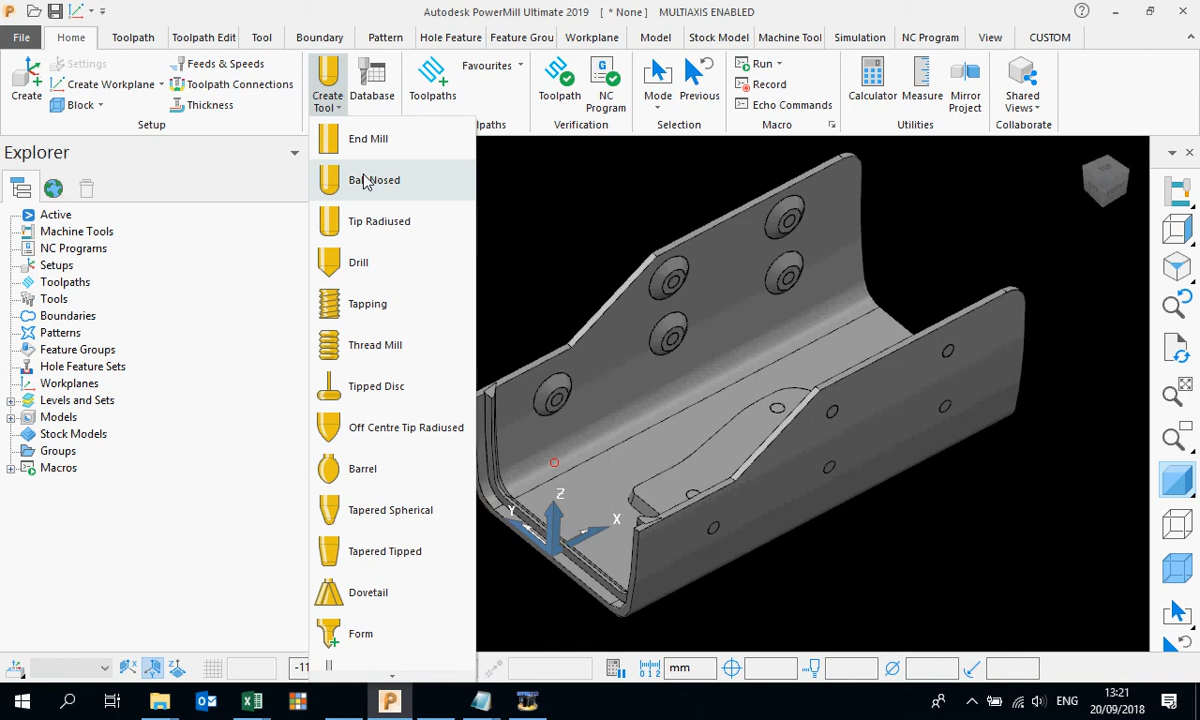 Autodesk PowerMill Ultimate 2019 [ * None ] MULTIAXIS ENABLED
File Home Toolpath Toolpath Edit Tool Boundary Pattern Hole Feature Feature Grou Workplane Model Stock Model Machine Tool Simulation NC Program View CUSTOM
Create
Settings
Create Workplane
Block
Feeds & Speeds
Toolpath Connections
Thickness
Setup
Create Tool
Database
Toolpaths
Favourites
lpaths
Toolpath
NC Program
Verification
Mode
Previous
Selection
Run
Record
Echo Commands
Macro
Calculator
Measure
Mirror Project
Utilities
Shared Views
Collaborate
Explorer
Active
Machine Tools
NC Programs
Setups
Toolpaths
Tools
Boundaries
Patterns
Feature Groups
Hole Feature Sets
Workplanes
Levels and Sets
Models
Stock Models
Groups
Macros
End Mill
Ball Nosed
Tip Radiused
Drill
Tapping
Thread Mill
Tipped Disc
Off Centre Tip Radiused
Barrel
Tapered Spherical
Tapered Tipped
Dovetail
Form
Z
Y
X
-11
mm
ENG
13:21
20/09/2018